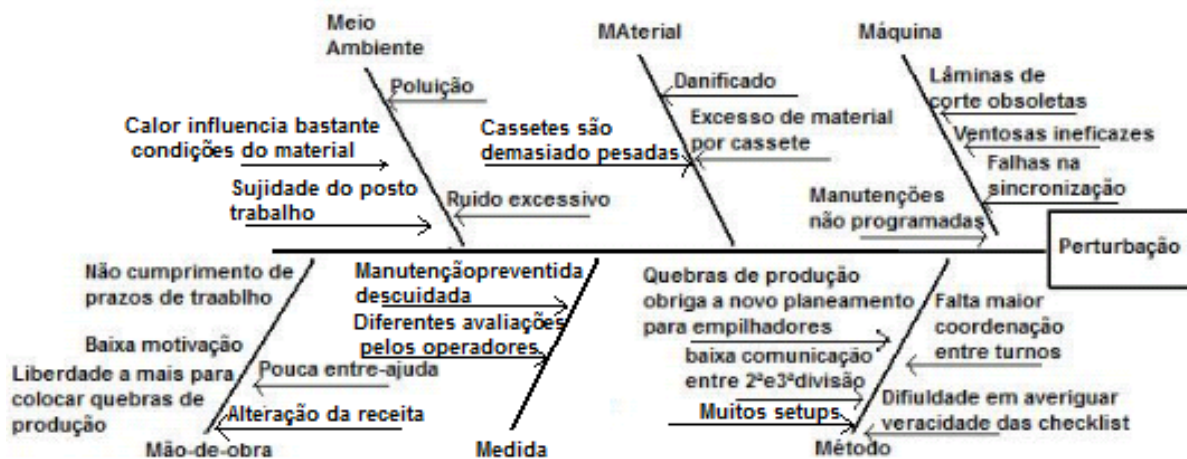 Meio
Ambiente
Poluição
Calor influencia bastante
condições do material
Sujidade do posto
trabalho
Ruido excessivo
MAterial
Danificado
Excesso de material
por cassete
Cassetes são
demasiado pesadas
Máquina
Lâminas de
corte obsoletas
Ventosas ineficazes
Falhas na
sincronização
Manutenções
não programadas
Perturbação
Não cumprimento de
prazos de traablho
Baixa motivação
Liberdade a mais para
colocar quebras de
produção
Pouca entre-ajuda
Alteração da receita
Mão-de-obra
Manutençãopreventida
descuidada
Diferentes avaliações
pelos operadores
Medida
Quebras de produção
obriga a novo planeamento
para empilhadores
baixa comunicação
entre 2ªe3ªdivisão
Muitos setups
Falta maior
coordenação
entre turnos
Difiuldade em averiguar
veracidade das checklist
Método